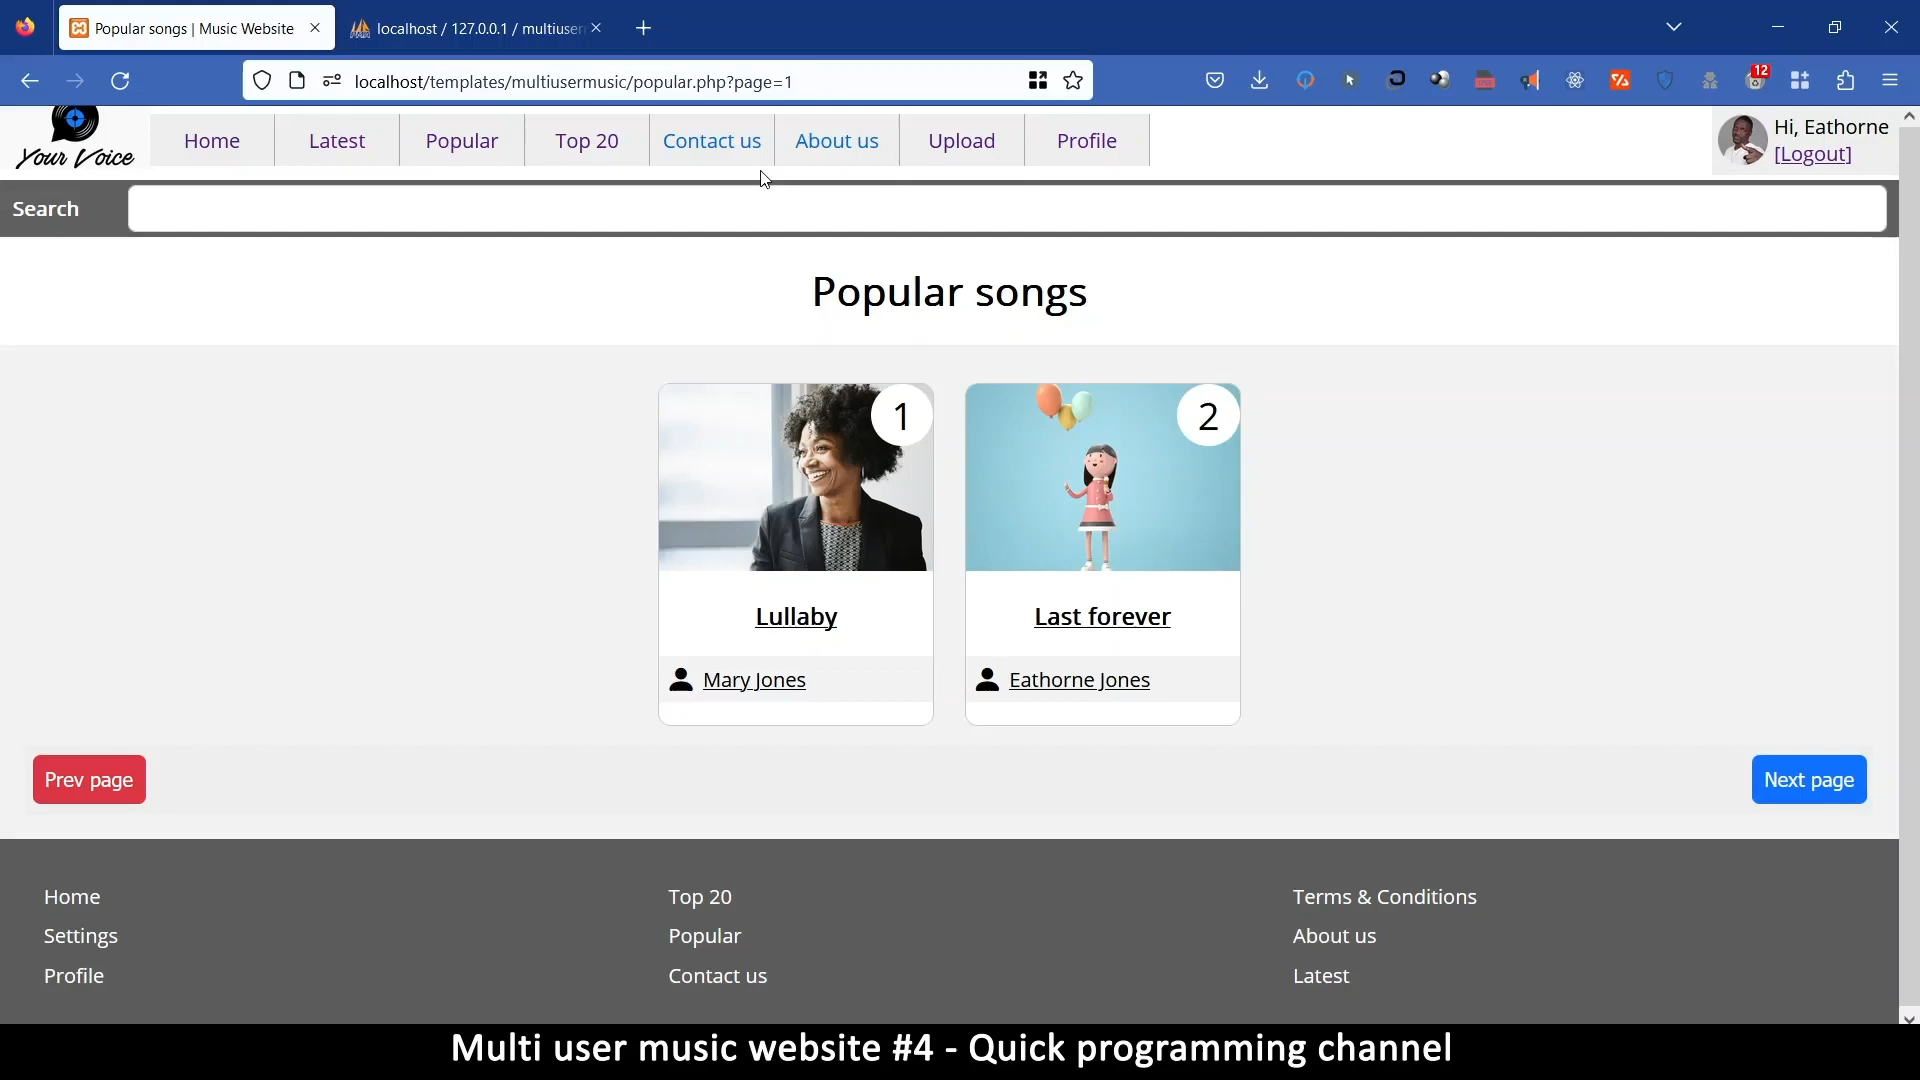 Popular songs | Music Website
localhost / 127.0.0.1 / multiuser
localhost/templates/multiusermusic/popular.php?page=1
12
Your Voice
Home
Latest
Popular
Top 20
Contact us
About us
Upload
Profile
Hi, Eathorne
[Logout]
Search
Popular songs
1
2
Lullaby
Last forever
Mary Jones
Eathorne Jones
Prev page
Next page
Home
Top 20
Terms & Conditions
Settings
Popular
About us
Profile
Contact us
Latest
Multi user music website #4 - Quick programming channel